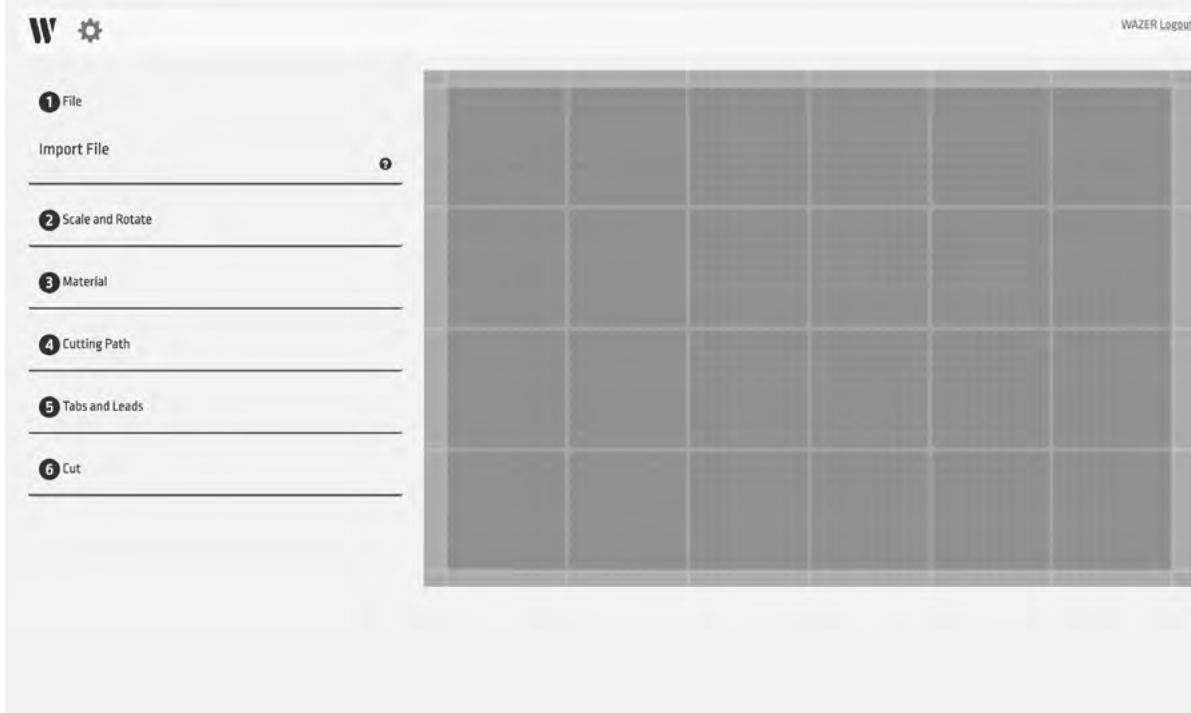 W
WAZER Logout
1 File
Import File
?
2 Scale and Rotate
3 Material
4 Cutting Path
5 Tabs and Leads
6 Cut